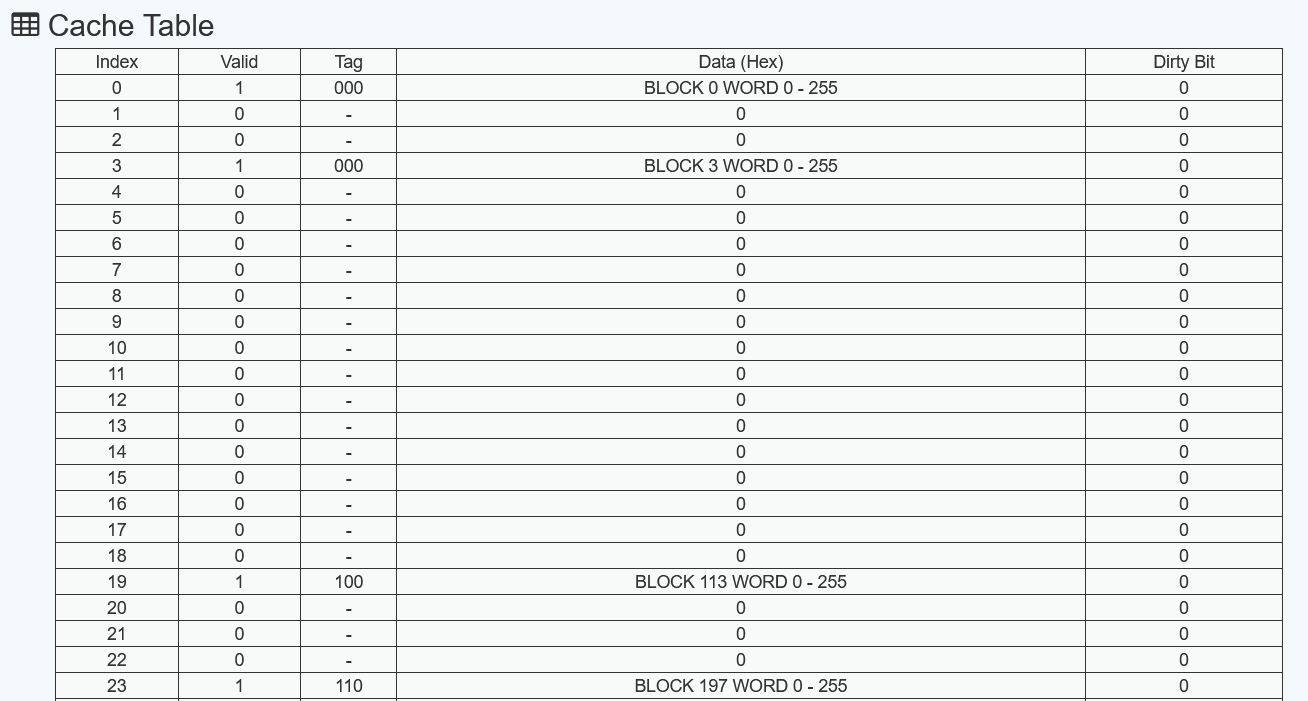 Cache Table
Index Valid Tag Data (Hex) Dirty Bit
0 1 000 BLOCK 0 WORD 0 - 255 0
1 0 - 0 0
2 0 - 0 0
3 1 000 BLOCK 3 WORD 0 - 255 0
4 0 - 0 0
5 0 - 0 0
6 0 - 0 0
7 0 - 0 0
8 0 - 0 0
9 0 - 0 0
10 0 - 0 0
11 0 - 0 0
12 0 - 0 0
13 0 - 0 0
14 0 - 0 0
15 0 - 0 0
16 0 - 0 0
17 0 - 0 0
18 0 - 0 0
19 1 100 BLOCK 113 WORD 0 - 255 0
20 0 - 0 0
21 0 - 0 0
22 0 - 0 0
23 1 110 BLOCK 197 WORD 0 - 255 0